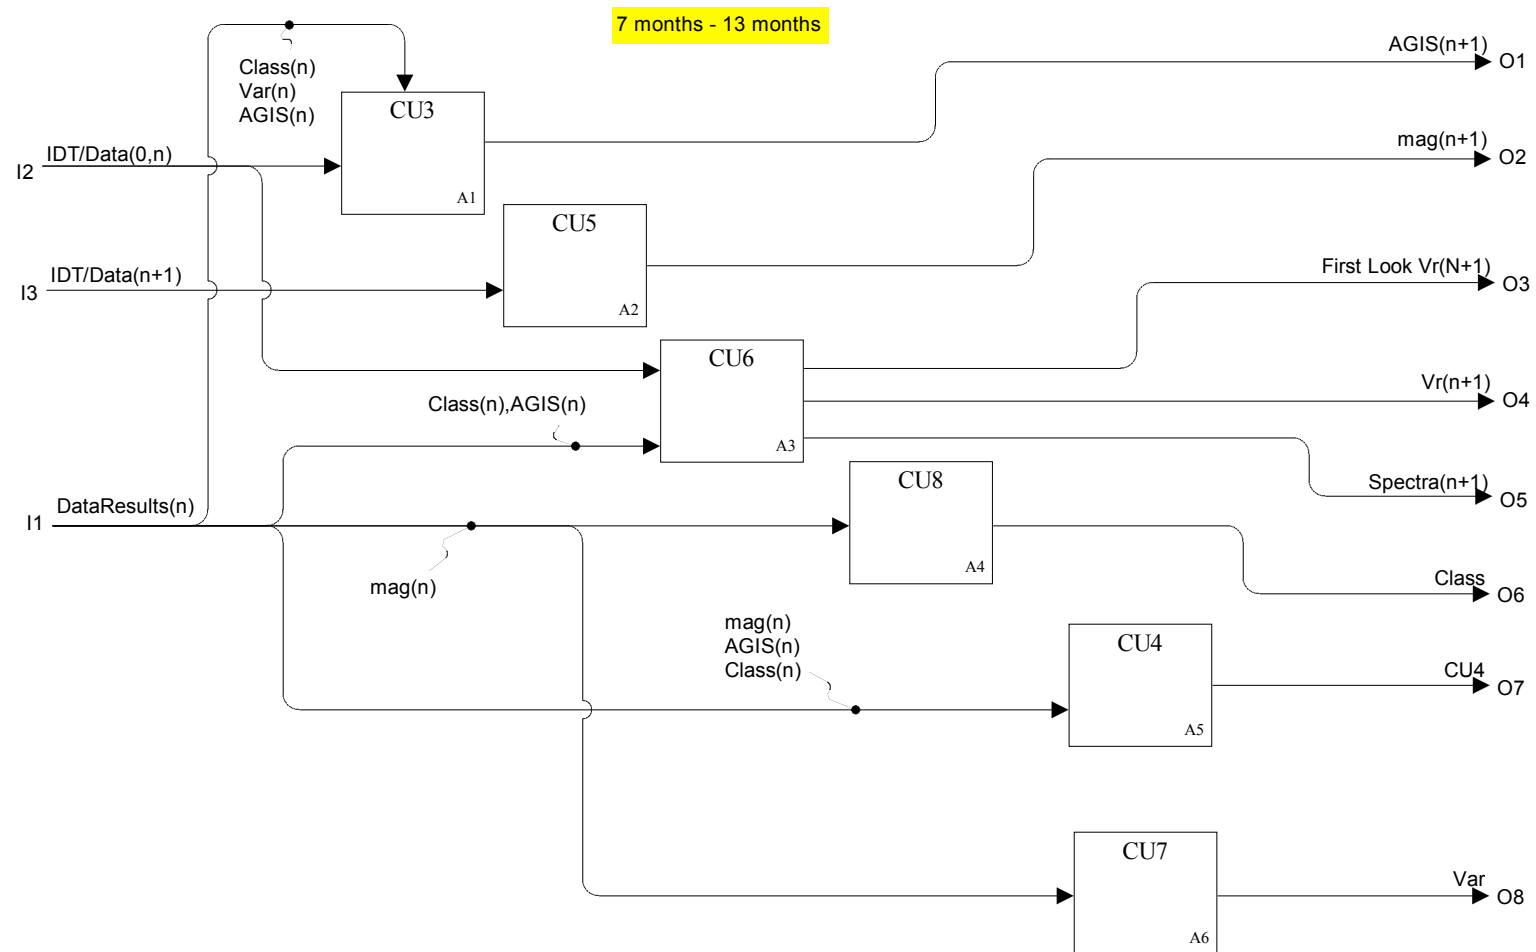 7 months - 13 months
AGIS(n+1)
O1
Class(n)
Var(n)
AGIS(n)
CU3
A1
mag(n+1)
O2
I2
IDT/Data(0,n)
CU5
A2
I3
IDT/Data(n+1)
First Look Vr(N+1)
O3
CU6
A3
Class(n),AGIS(n)
Vr(n+1)
O4
Spectra(n+1)
O5
I1
DataResults(n)
CU8
A4
mag(n)
Class
O6
mag(n)
AGIS(n)
Class(n)
CU4
A5
CU4
O7
CU7
A6
Var
O8